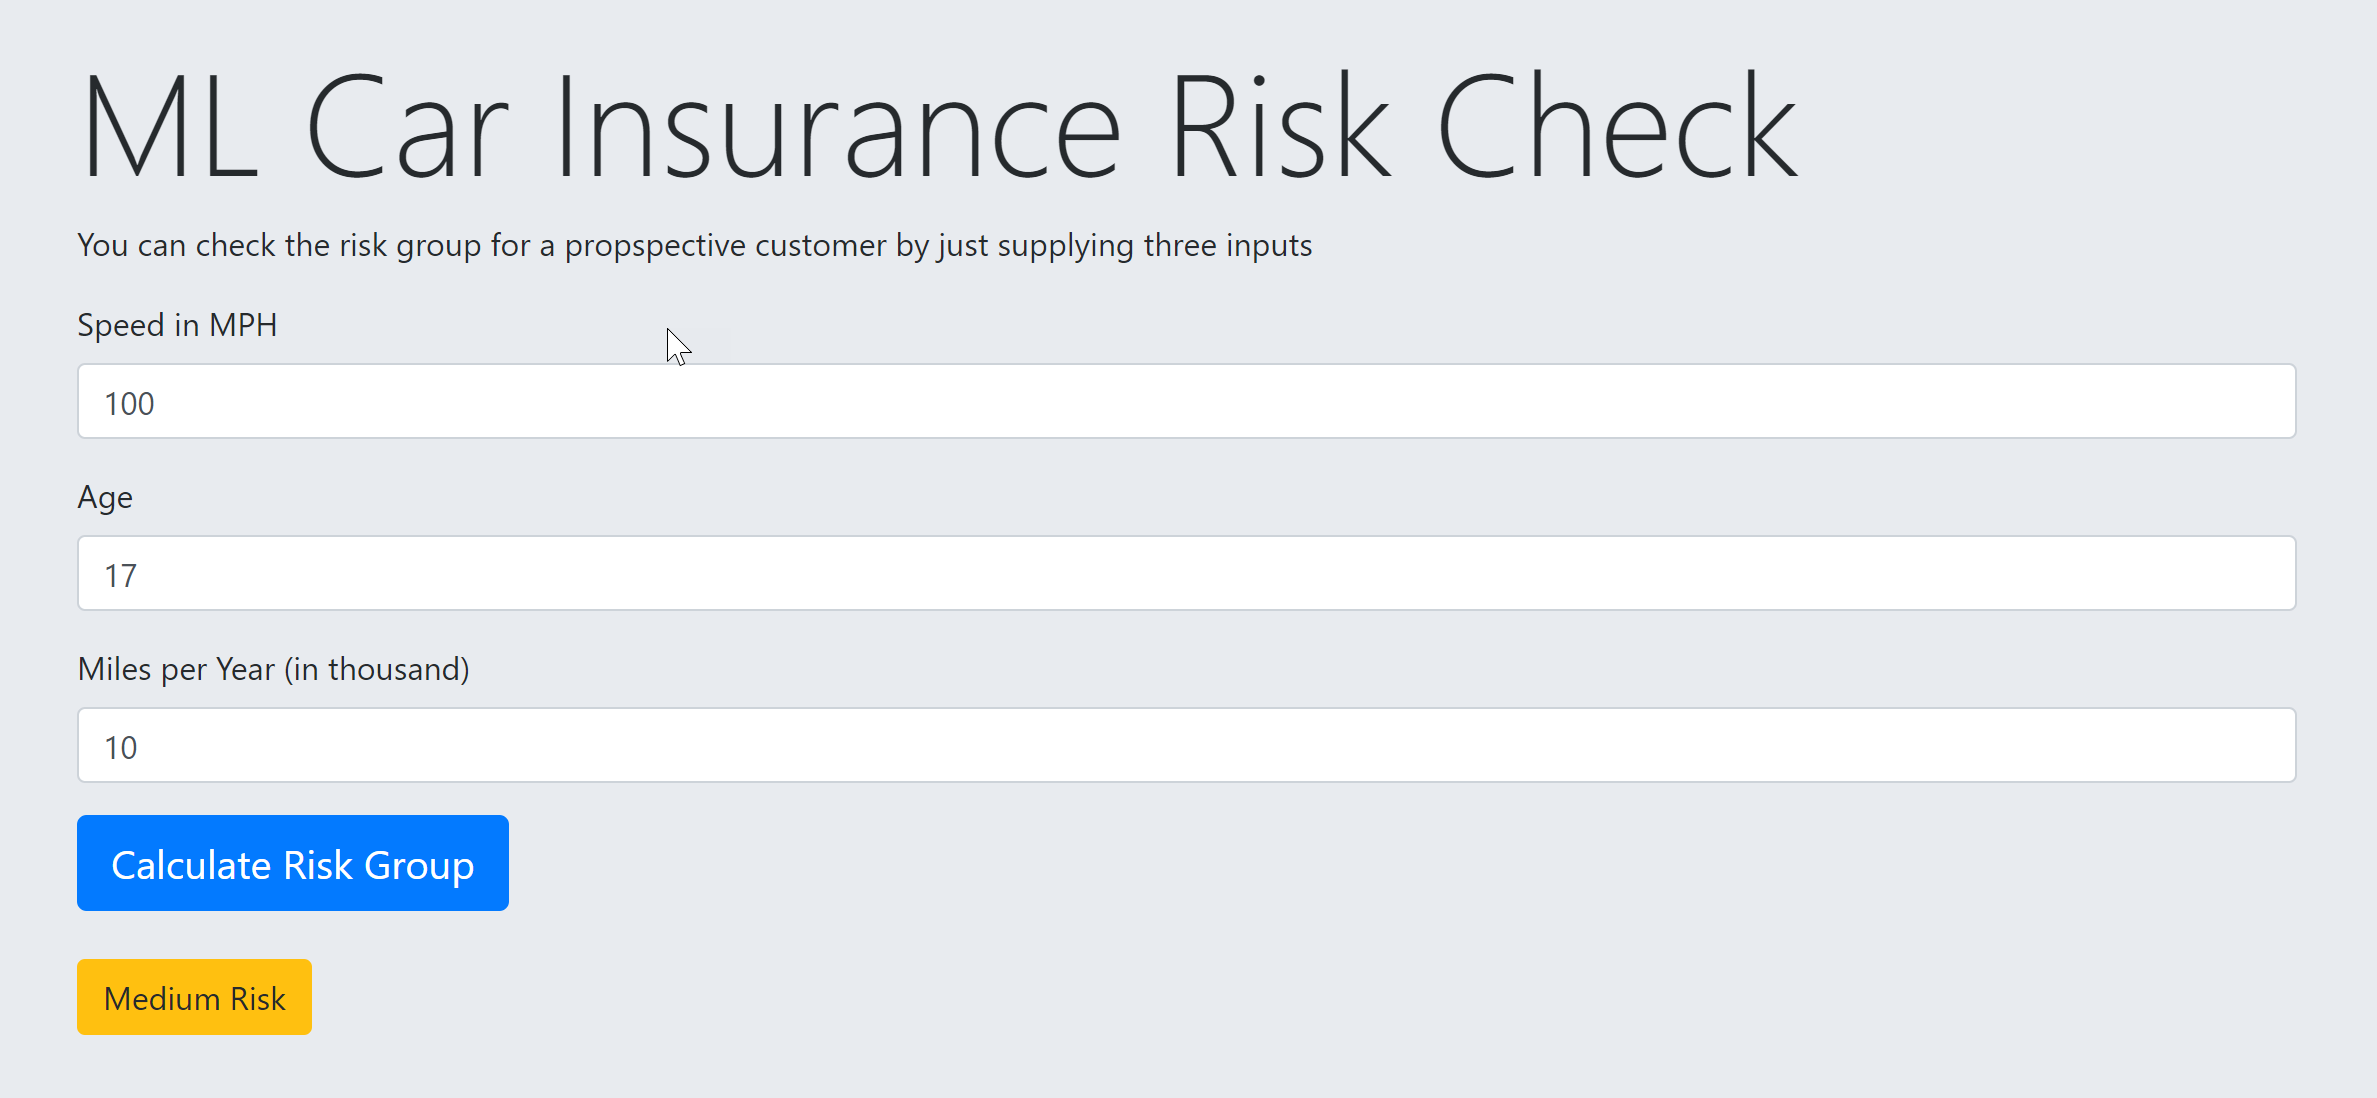 ML Car Insurance Risk Check
You can check the risk group for a propspective customer by just supplying three inputs
Speed in MPH
100
Age
17
Miles per Year (in thousand)
10
Calculate Risk Group
Medium Risk